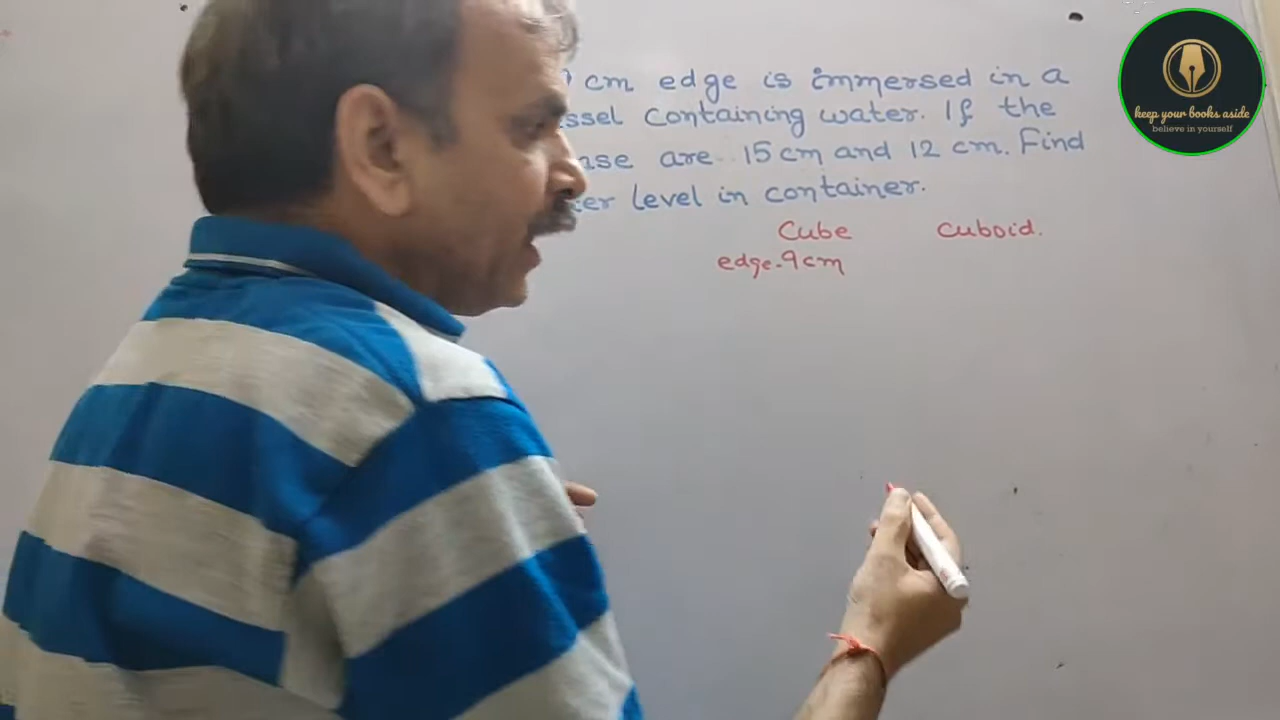 cm edge is immersed in a
ssel containing water. If the
ase are 15 cm and 12 cm. Find
er level in container.
Cube cuboid.
edge-9cm
keep your books aside
believe in yourself